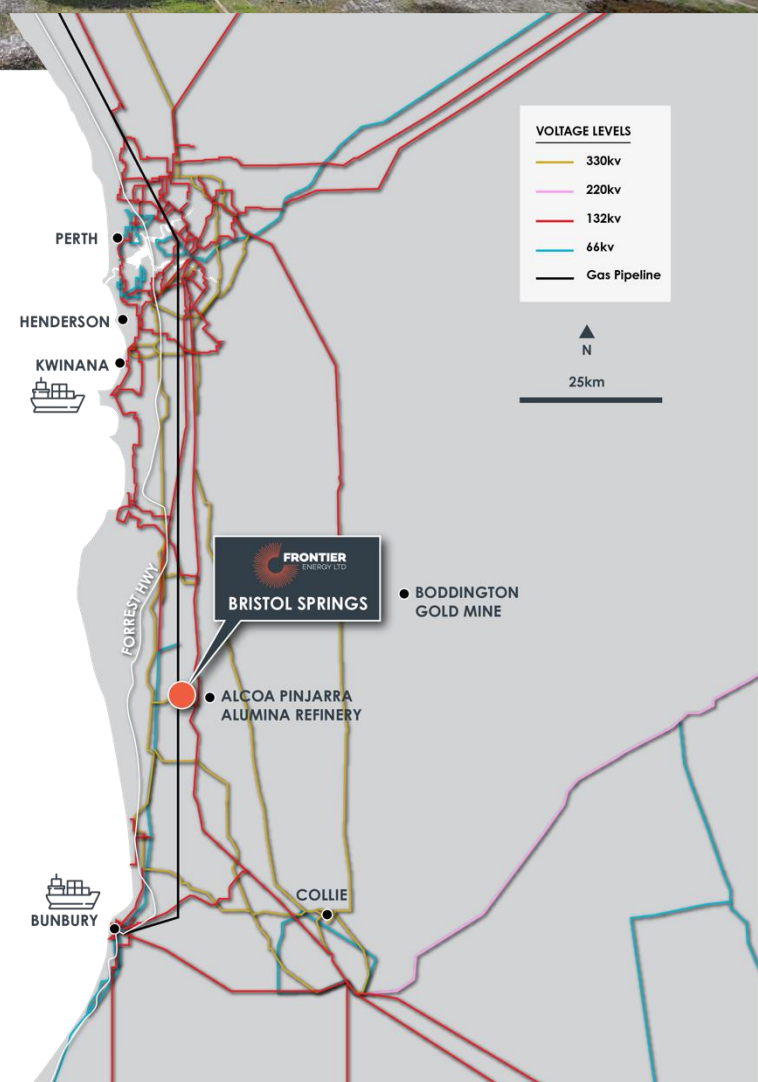 VOLTAGE LEVELS
330kv
220kv
132kv
66kv
Gas Pipeline
N
25km
PERTH
HENDERSON
KWINANA
FORREST HWY
FRONTIER
ENERGY LTD
BRISTOL SPRINGS
BODDINGTON
GOLD MINE
ALCOA PINJARRA
ALUMINA REFINERY
COLLIE
BUNBURY